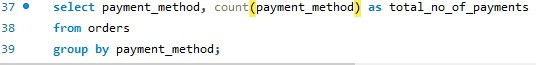 37 select payment_method, count(payment_method) as total_no_of_payments
38 from orders
39 group by payment_method;